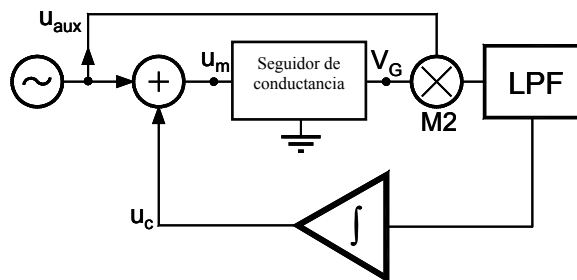 u_aux
u_m
Seguidor de
conductancia
V_G
M2
LPF
u_c
∫